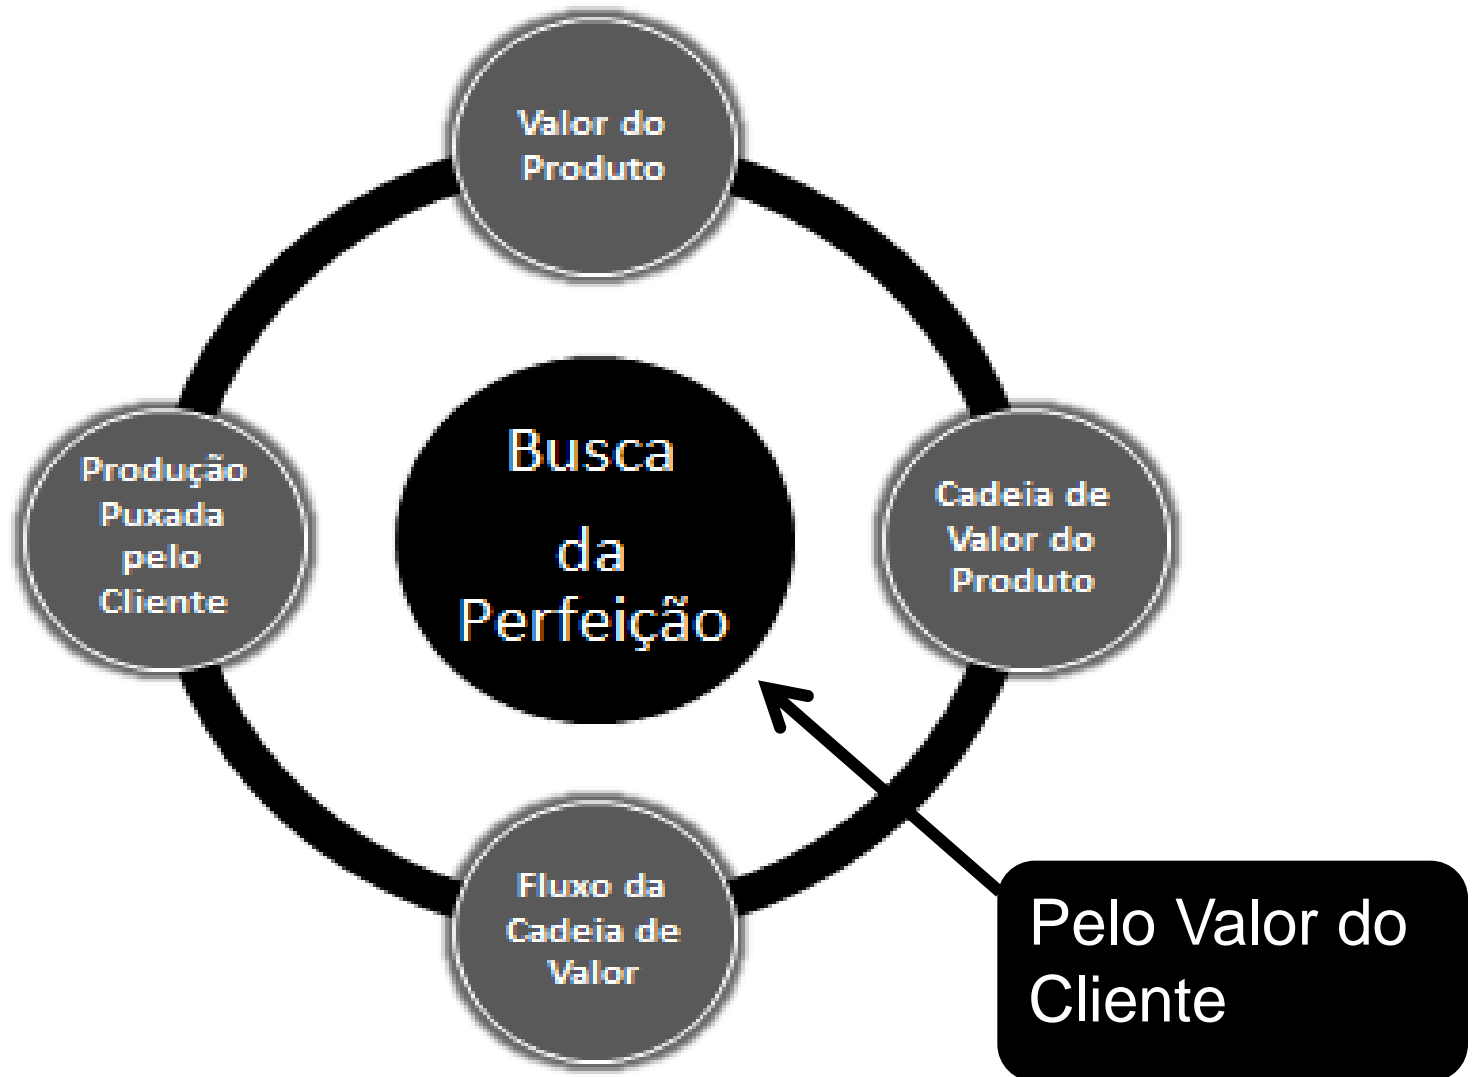 Valor do
Produto
Produção
Puxada
pelo
Cliente
Busca
da
Perfeição
Cadeia de
Valor do
Produto
Fluxo da
Cadeia de
Valor
Pelo Valor do
Cliente